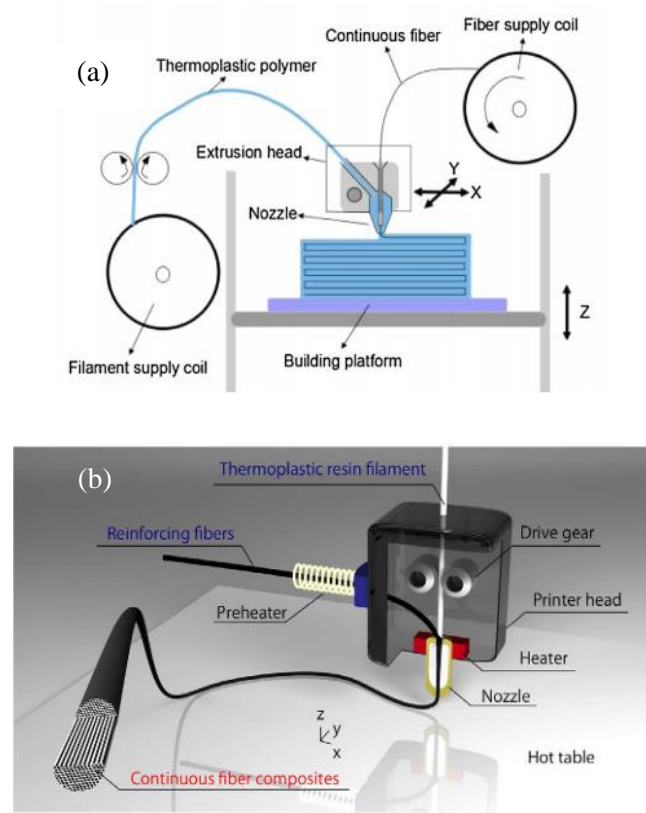 Fiber supply coil
Continuous fiber
(a)
Thermoplastic polymer
Extrusion head
Y
X
Nozzle
Z
Building platform
Filament supply coil
(b)
Thermoplastic resin filament
Reinforcing fibers
Drive gear
Preheater
Printer head
Heater
Nozzle
z
y
x
Hot table
Continuous fiber composites